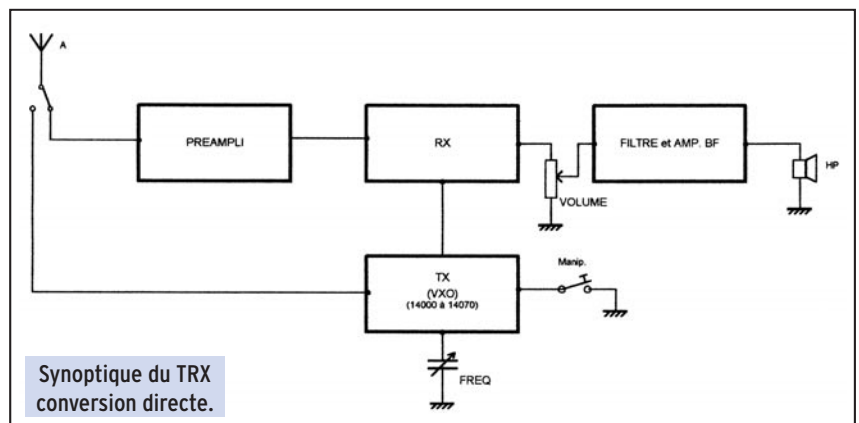 A
PREAMPLI
RX
FILTRE et AMP. BF
HP
VOLUME
TX
(VXO)
(14000 à 14070)
Manip.
FREQ
Synoptique du TRX
conversion directe.